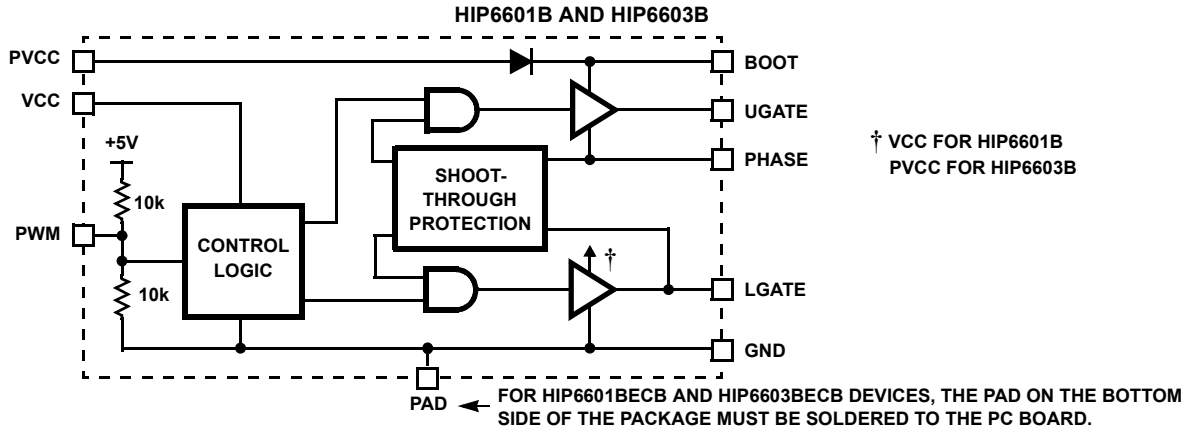 HIP6601B AND HIP6603B
PVCC
BOOT
VCC
UGATE
+5V
† VCC FOR HIP6601B
PVCC FOR HIP6603B
PHASE
SHOOT-
THROUGH
PROTECTION
10k
PWM
CONTROL
LOGIC
†
10k
LGATE
GND
PAD
FOR HIP6601BECB AND HIP6603BECB DEVICES, THE PAD ON THE BOTTOM
SIDE OF THE PACKAGE MUST BE SOLDERED TO THE PC BOARD.